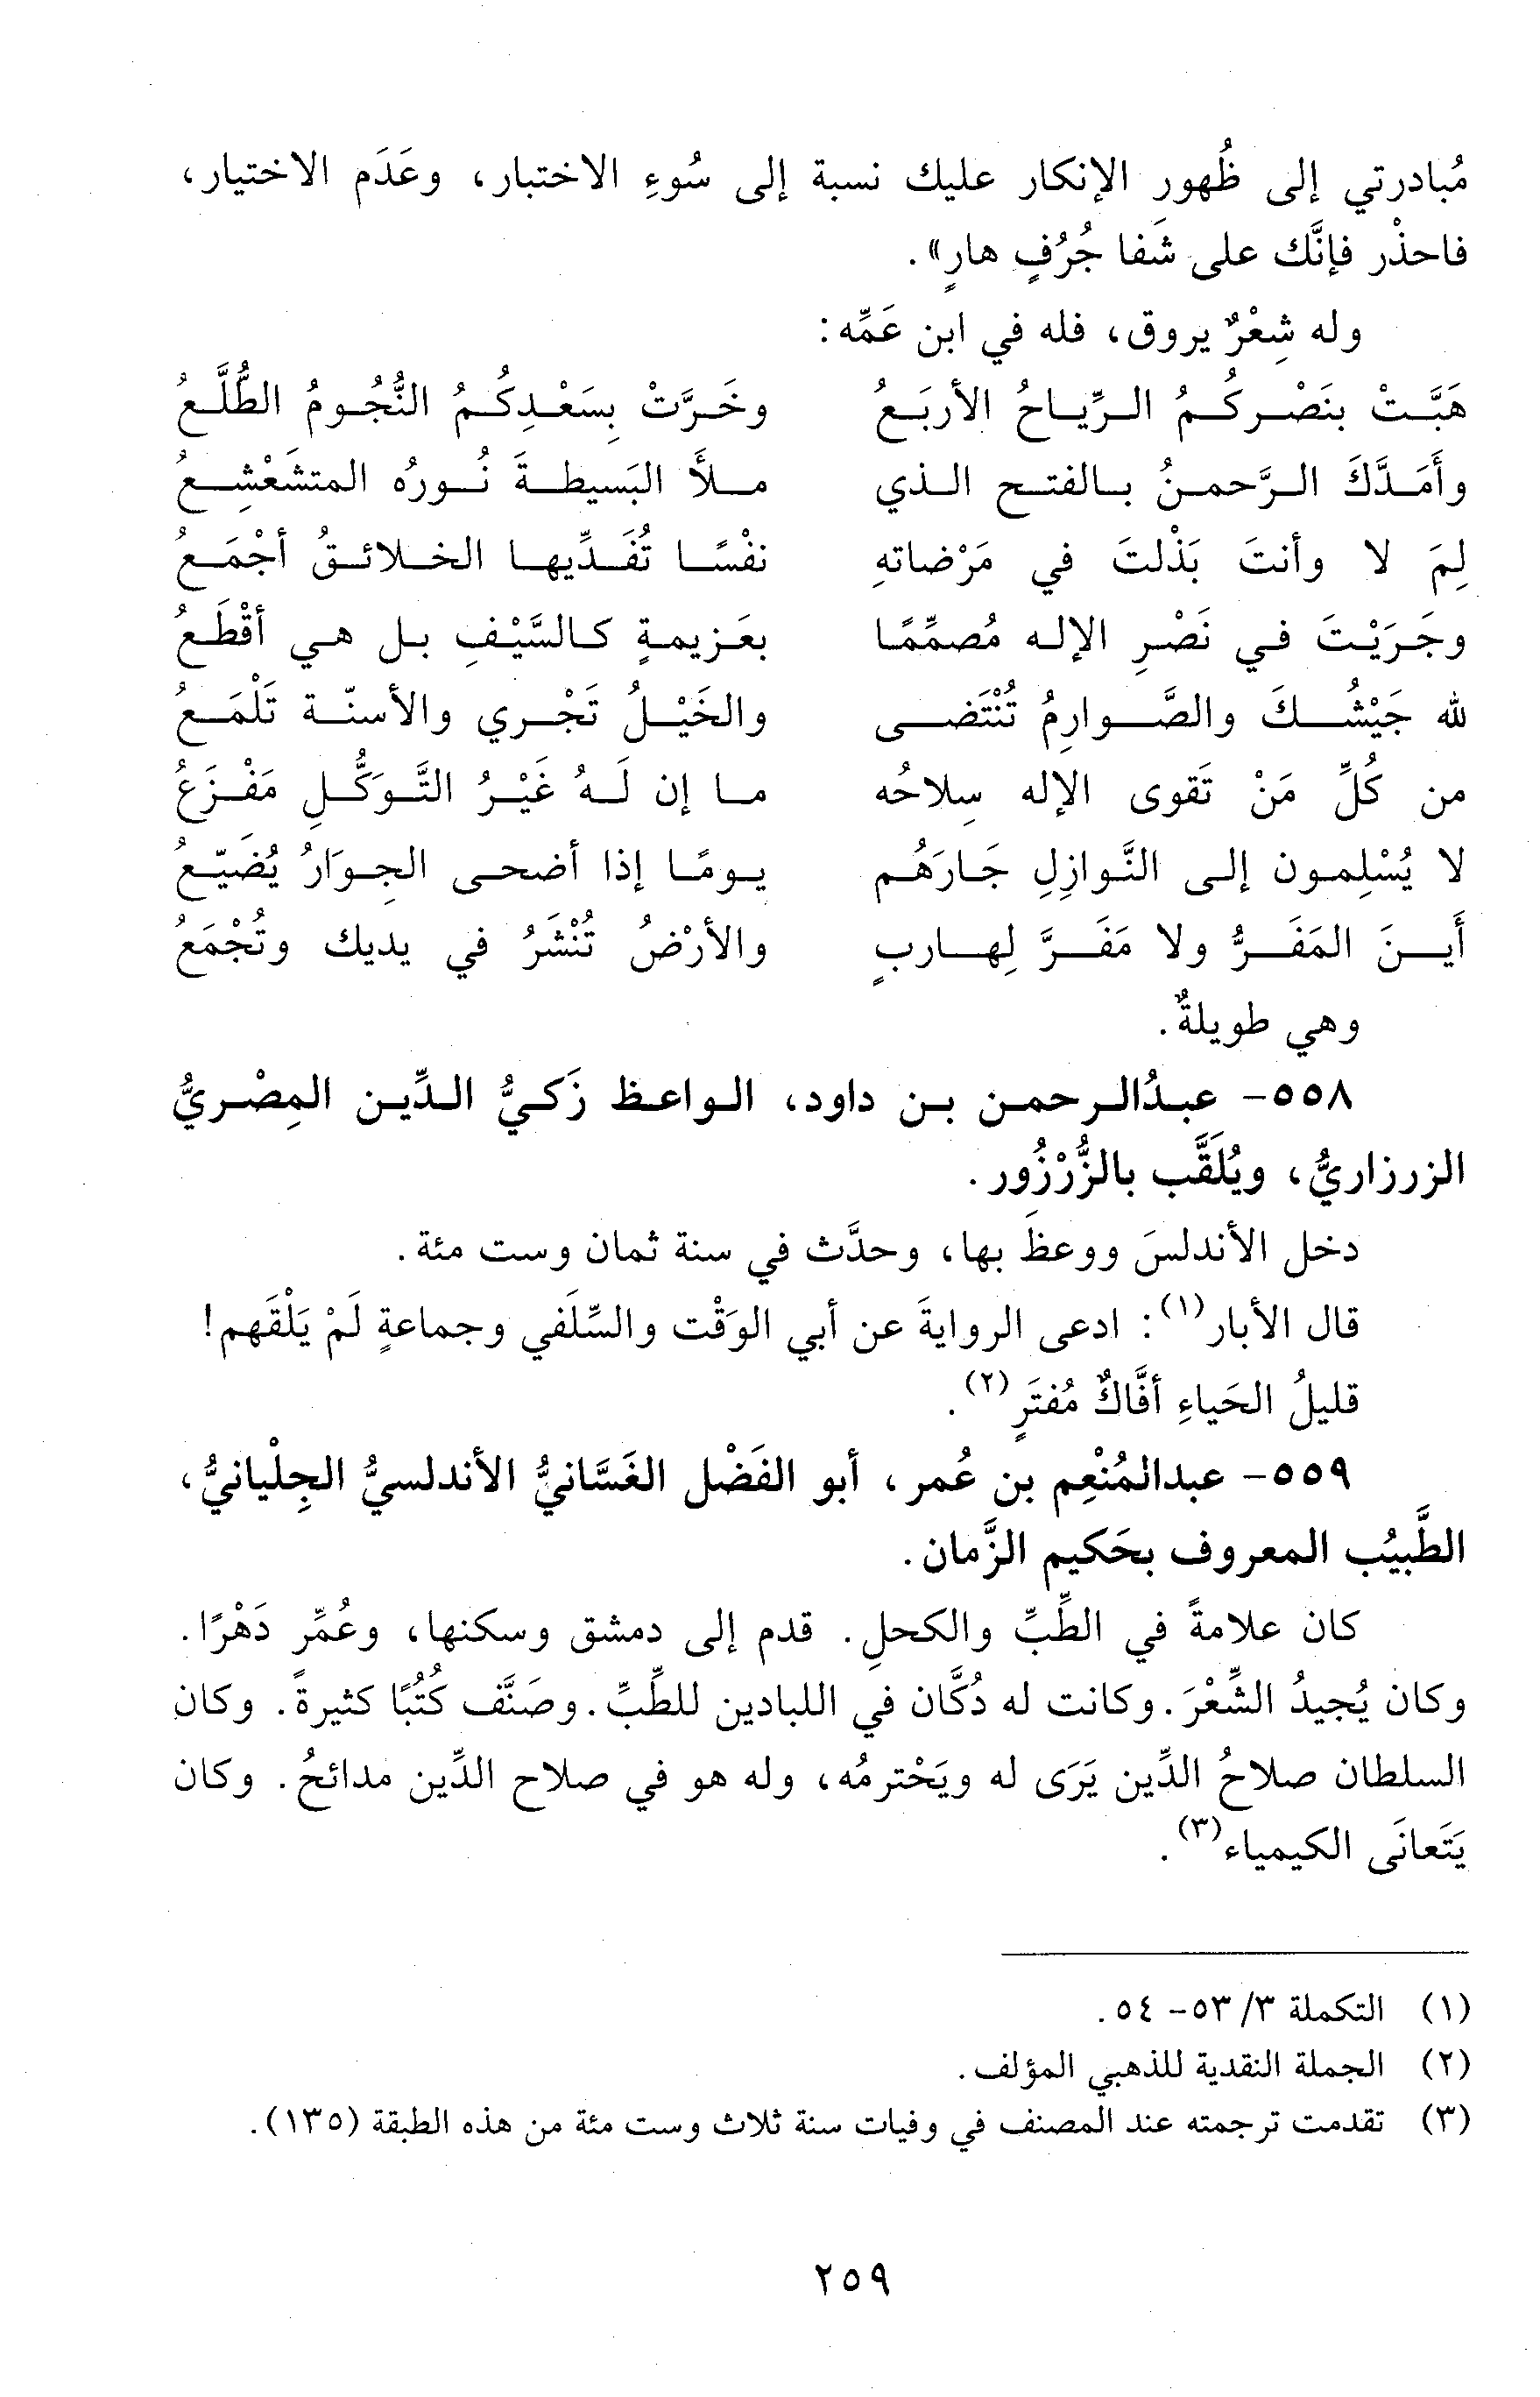 مُبادرتي إلى ظُهور الإنكار عليك نسبة إلى سُوءِ الاختبار، وعَدَم الاختيار،
فاحذْر فإنَّك على شَفا جُرُفٍ هارٍ».
وله شِعْرٌ يروق، فله في ابن عَمِّه:
هَبَّتْ بنَصْركُمُ الرِّياحُ الأربَعُ وخَرَّتْ بِسَعْدِكُمُ النُّجُومُ الطُّلَّعُ
وأَمَدَّكَ الرَّحمنُ بالفتح الذي ملأَ البَسيطةَ نُورُه المتشَعْشِعُ
لِمَ لا وأنتَ بَذْلتَ في مَرْضاتهِ نفْسًا تُفَدِّيها الخلائقُ أجْمَعُ
وجَرَيْتَ في نَصْرِ الإله مُصمِّمًا بعَزيمةٍ كالسَّيْفِ بل هي أقْطَعُ
لله جَيْشُكَ والصَّوارِمُ تُنْتَضى والخَيْلُ تَجْري والأسنّة تَلْمَعُ
من كُلِّ مَنْ تَقوى الإله سِلاحُه ما إن لَهُ غَيْرُ التَّوَكُّلِ مَفْزَعُ
لا يُسْلِمون إلى النَّوازِلِ جَارَهُم يومًا إذا أضحى الجِوَارُ يُضَيّعُ
أَينَ المَفَرُّ ولا مَفَرَّ لِهاربٍ والأرْضُ تُنْشَرُ في يديك وتُجْمَعُ
وهي طويلةٌ.
٥٥٨- عبدُالرحمن بن داود، الواعظ زَكيُّ الدِّين المِصْريُّ
الزرزاريُّ، ويُلَقَّب بالزُّرْزُور.
دخل الأندلسَ ووعظَ بها، وحدَّث في سنة ثمان وست مئة.
قال الأبار(١): ادعى الروايةَ عن أبي الوَقْت والسِّلَفي وجماعةٍ لَمْ يَلْقَهم!
قليلُ الحَياءِ أفَّاكٌ مُفتَرٍ(٢).
٥٥٩- عبدالمُنْعِم بن عُمر، أبو الفَضْل الغَسَّانيُّ الأندلسيُّ الجِلْيانيُّ،
الطَّبيُب المعروف بحَكيم الزَّمان.
كان علامةً في الطِّبِّ والكحلِ. قدم إلى دمشق وسكنها، وعُمِّر دَهْرًا.
وكان يُجيدُ الشِّعْرَ. وكانت له دُكَّان في اللبادين للطِّبِّ. وصَنَّف كُتُبًا كثيرةً. وكان
السلطان صلاحُ الدِّين يَرَى له ويَحْترمُه، وله هو في صلاح الدِّين مدائحُ. وكان
يَتَعانَى الكيمياء(٣).
(١) التكملة ٣/ ٥٣- ٥٤.
(٢) الجملة النقدية للذهبي المؤلف.
(٣) تقدمت ترجمته عند المصنف في وفيات سنة ثلاث وست مئة من هذه الطبقة (١٣٥).
٢٥٩